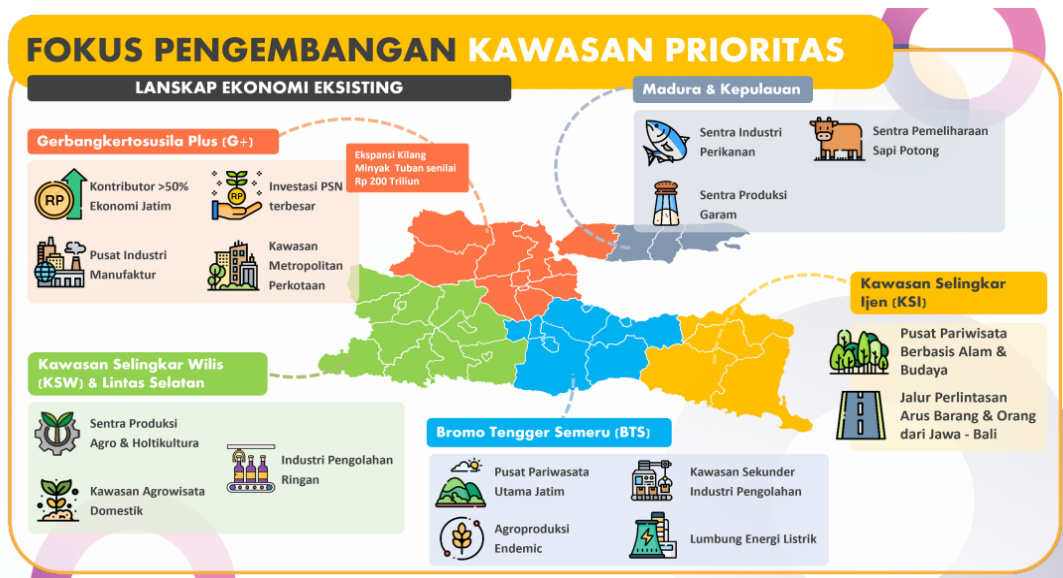 FOKUS PENGEMBANGAN KAWASAN PRIORITAS
LANSKAP EKONOMI EKSISTING
Gerbangkertosusila Plus (G+)
RP
Kontributor >50%
Ekonomi Jatim
RP
Investasi PSN
terbesar
Pusat Industri
Manufaktur
Kawasan
Metropolitan
Perkotaan
Ekspansi Kilang
Minyak Tuban senilai
Rp 200 Triliun
Madura & Kepulauan
Sentra Industri
Perikanan
Sentra Pemeliharaan
Sapi Potong
Sentra Produksi
Garam
Kawasan Selingkar
Ijen (KSI)
Pusat Pariwisata
Berbasis Alam &
Budaya
Jalur Perlintasan
Arus Barang & Orang
dari Jawa - Bali
Kawasan Selingkar Wilis
(KSW) & Lintas Selatan
Sentra Produksi
Agro & Holtikultura
Industri Pengolahan
Ringan
Kawasan Agrowisata
Domestik
Bromo Tengger Semeru (BTS)
Pusat Pariwasata
Utama Jatim
Kawasan Sekunder
Industri Pengolahan
Agroproduksi
Endemic
Lumbung Energi Listrik